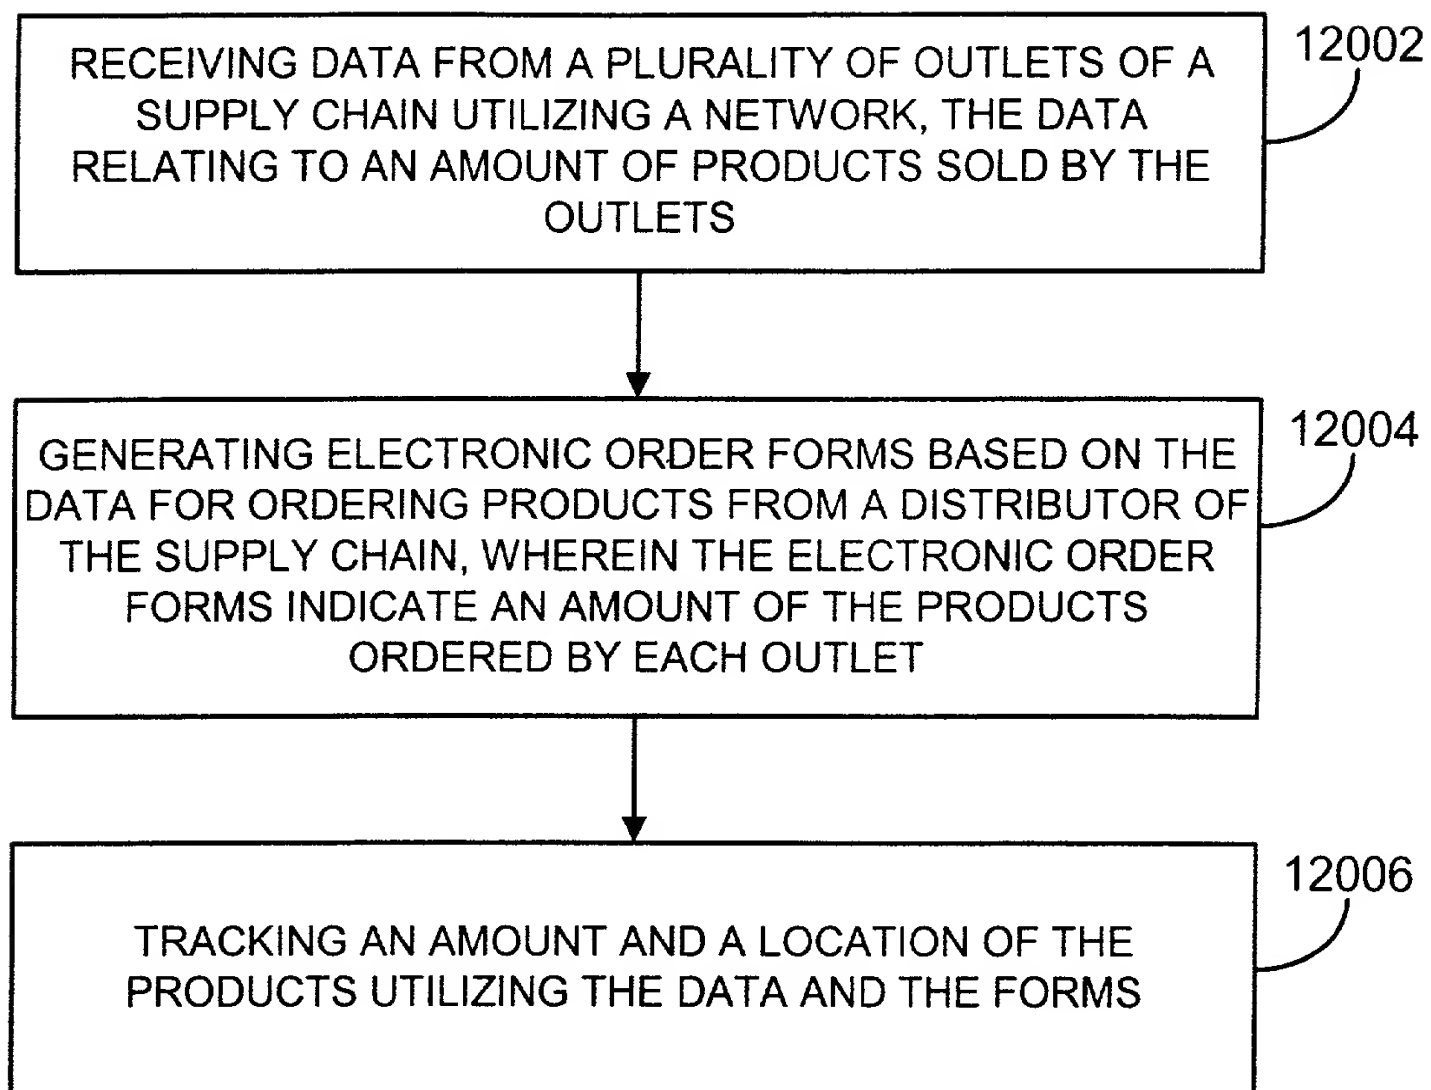 RECEIVING DATA FROM A PLURALITY OF OUTLETS OF A
SUPPLY CHAIN UTILIZING A NETWORK, THE DATA
RELATING TO AN AMOUNT OF PRODUCTS SOLD BY THE
OUTLETS
12002
GENERATING ELECTRONIC ORDER FORMS BASED ON THE
DATA FOR ORDERING PRODUCTS FROM A DISTRIBUTOR OF
THE SUPPLY CHAIN, WHEREIN THE ELECTRONIC ORDER
FORMS INDICATE AN AMOUNT OF THE PRODUCTS
ORDERED BY EACH OUTLET
12004
TRACKING AN AMOUNT AND A LOCATION OF THE
PRODUCTS UTILIZING THE DATA AND THE FORMS
12006